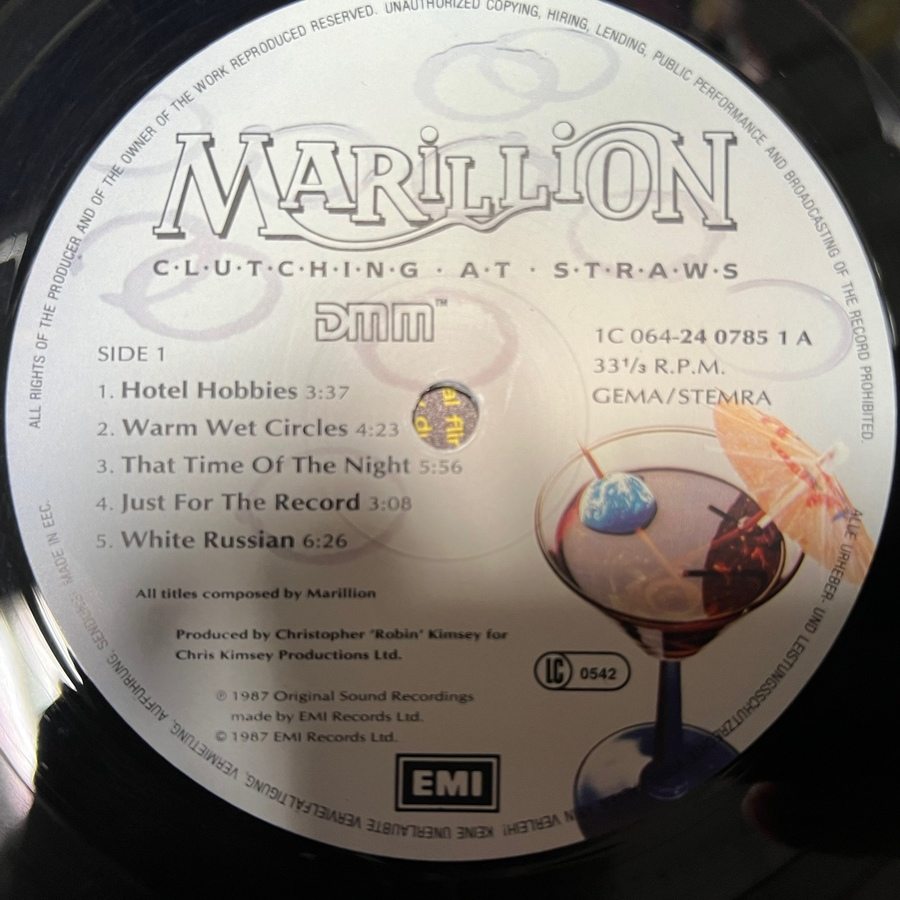 ALL RIGHTS OF THE PRODUCER AND OF THE OWNER OF THE WORK REPRODUCED RESERVED. UNAUTHORIZED COPYING, HIRING, LENDING, PUBLIC PERFORMANCE AND BROADCASTING OF THE RECORD PROHIBITED.
MARiLLiON
C·L·U·T·C·H·I·N·G · A·T · S·T·R·A·W·S
DMM™
SIDE 1
1C 064-24 0785 1 A
33¹/₃ R.P.M.
GEMA/STEMRA
1. Hotel Hobbies 3:37
2. Warm Wet Circles 4:23
3. That Time Of The Night 5:56
4. Just For The Record 3:08
5. White Russian 6:26
All titles composed by Marillion
Produced by Christopher 'Robin' Kimsey for
Chris Kimsey Productions Ltd.
℗ 1987 Original Sound Recordings
made by EMI Records Ltd.
© 1987 EMI Records Ltd.
LC 0542
EMI
ALLE URHEBER- UND LEISTUNGSSCHUTZ
N VERLEIH! KEINE UNERLAUBTE VERVIELFÄLTIGUNG, VERMIETUNG, AUFFÜHRUNG, SENDUNG! MADE IN EEC.